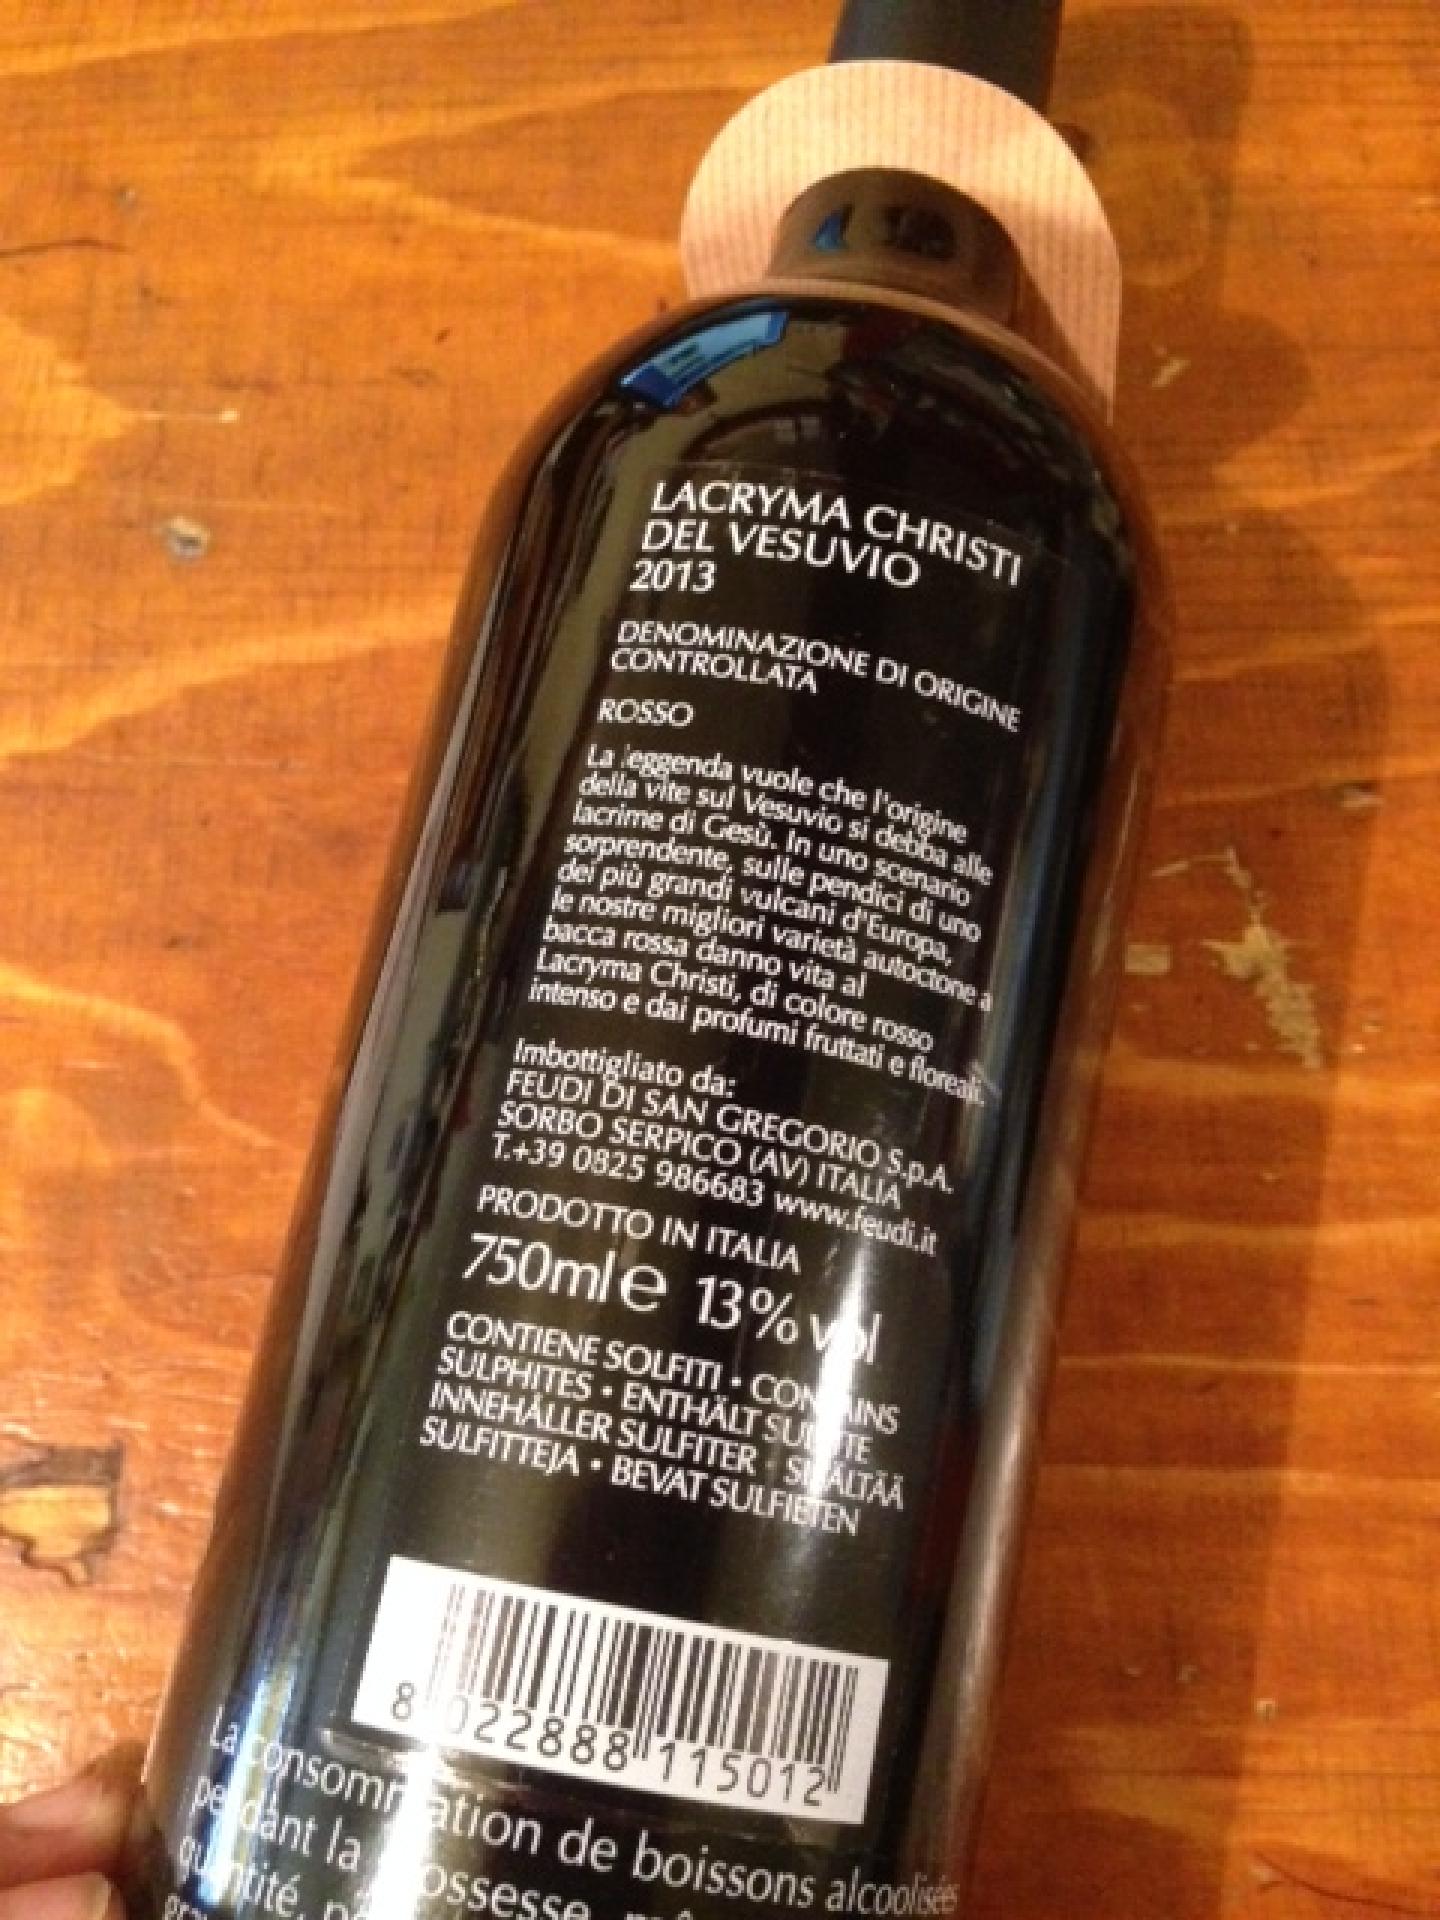 LACRYMA CHRISTI
DEL VESUVIO
2013
DENOMINAZIONE DI ORIGINE
CONTROLLATA
ROSSO
La leggenda vuole che l'origine
della vite sul Vesuvio si debba alle
lacrime di Gesù. In uno scenario
sorprendente, sulle pendici di uno
dei più grandi vulcani d'Europa,
le nostre migliori varietà autoctone a
bacca rossa danno vita al
Lacryma Christi, di colore rosso
intenso e dai profumi fruttati e floreali.
Imbottigliato da:
FEUDI DI SAN GREGORIO S.p.A.
SORBO SERPICO (AV) ITALIA
T.+39 0825 986683 www.feudi.it
PRODOTTO IN ITALIA
750ml e 13% vol
CONTIENE SOLFITI • CONTAINS
SULPHITES • ENTHÄLT SULFITE
INNEHÅLLER SULFITER • SISÄLTÄÄ
SULFITTEJA • BEVAT SULFIETEN
8 022888 115012
La consommation de boissons alcoolisées
pendant la grossesse, même
quantité,